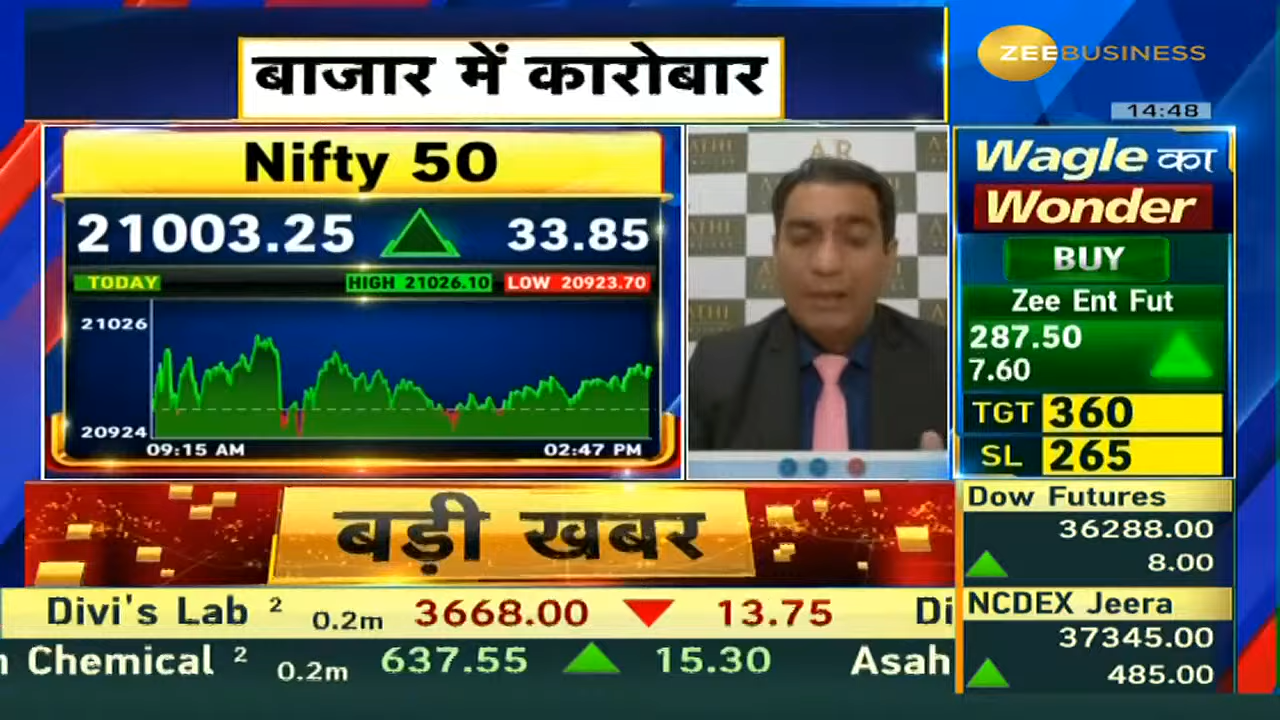 बाजार में कारोबार
ZEEBUSINESS
14:48
Nifty 50
21003.25 33.85
TODAY HIGH 21026.10 LOW 20923.70
21026
20924
09:15 AM 02:47 PM
AR
Wagle का
Wonder
BUY
Zee Ent Fut
287.50
7.60
TGT 360
SL 265
Dow Futures
36288.00
8.00
NCDEX Jeera
37345.00
485.00
बड़ी खबर
Divi's Lab 2 0.2m 3668.00 13.75 Di
Chemical 2 0.2m 637.55 15.30 Asah